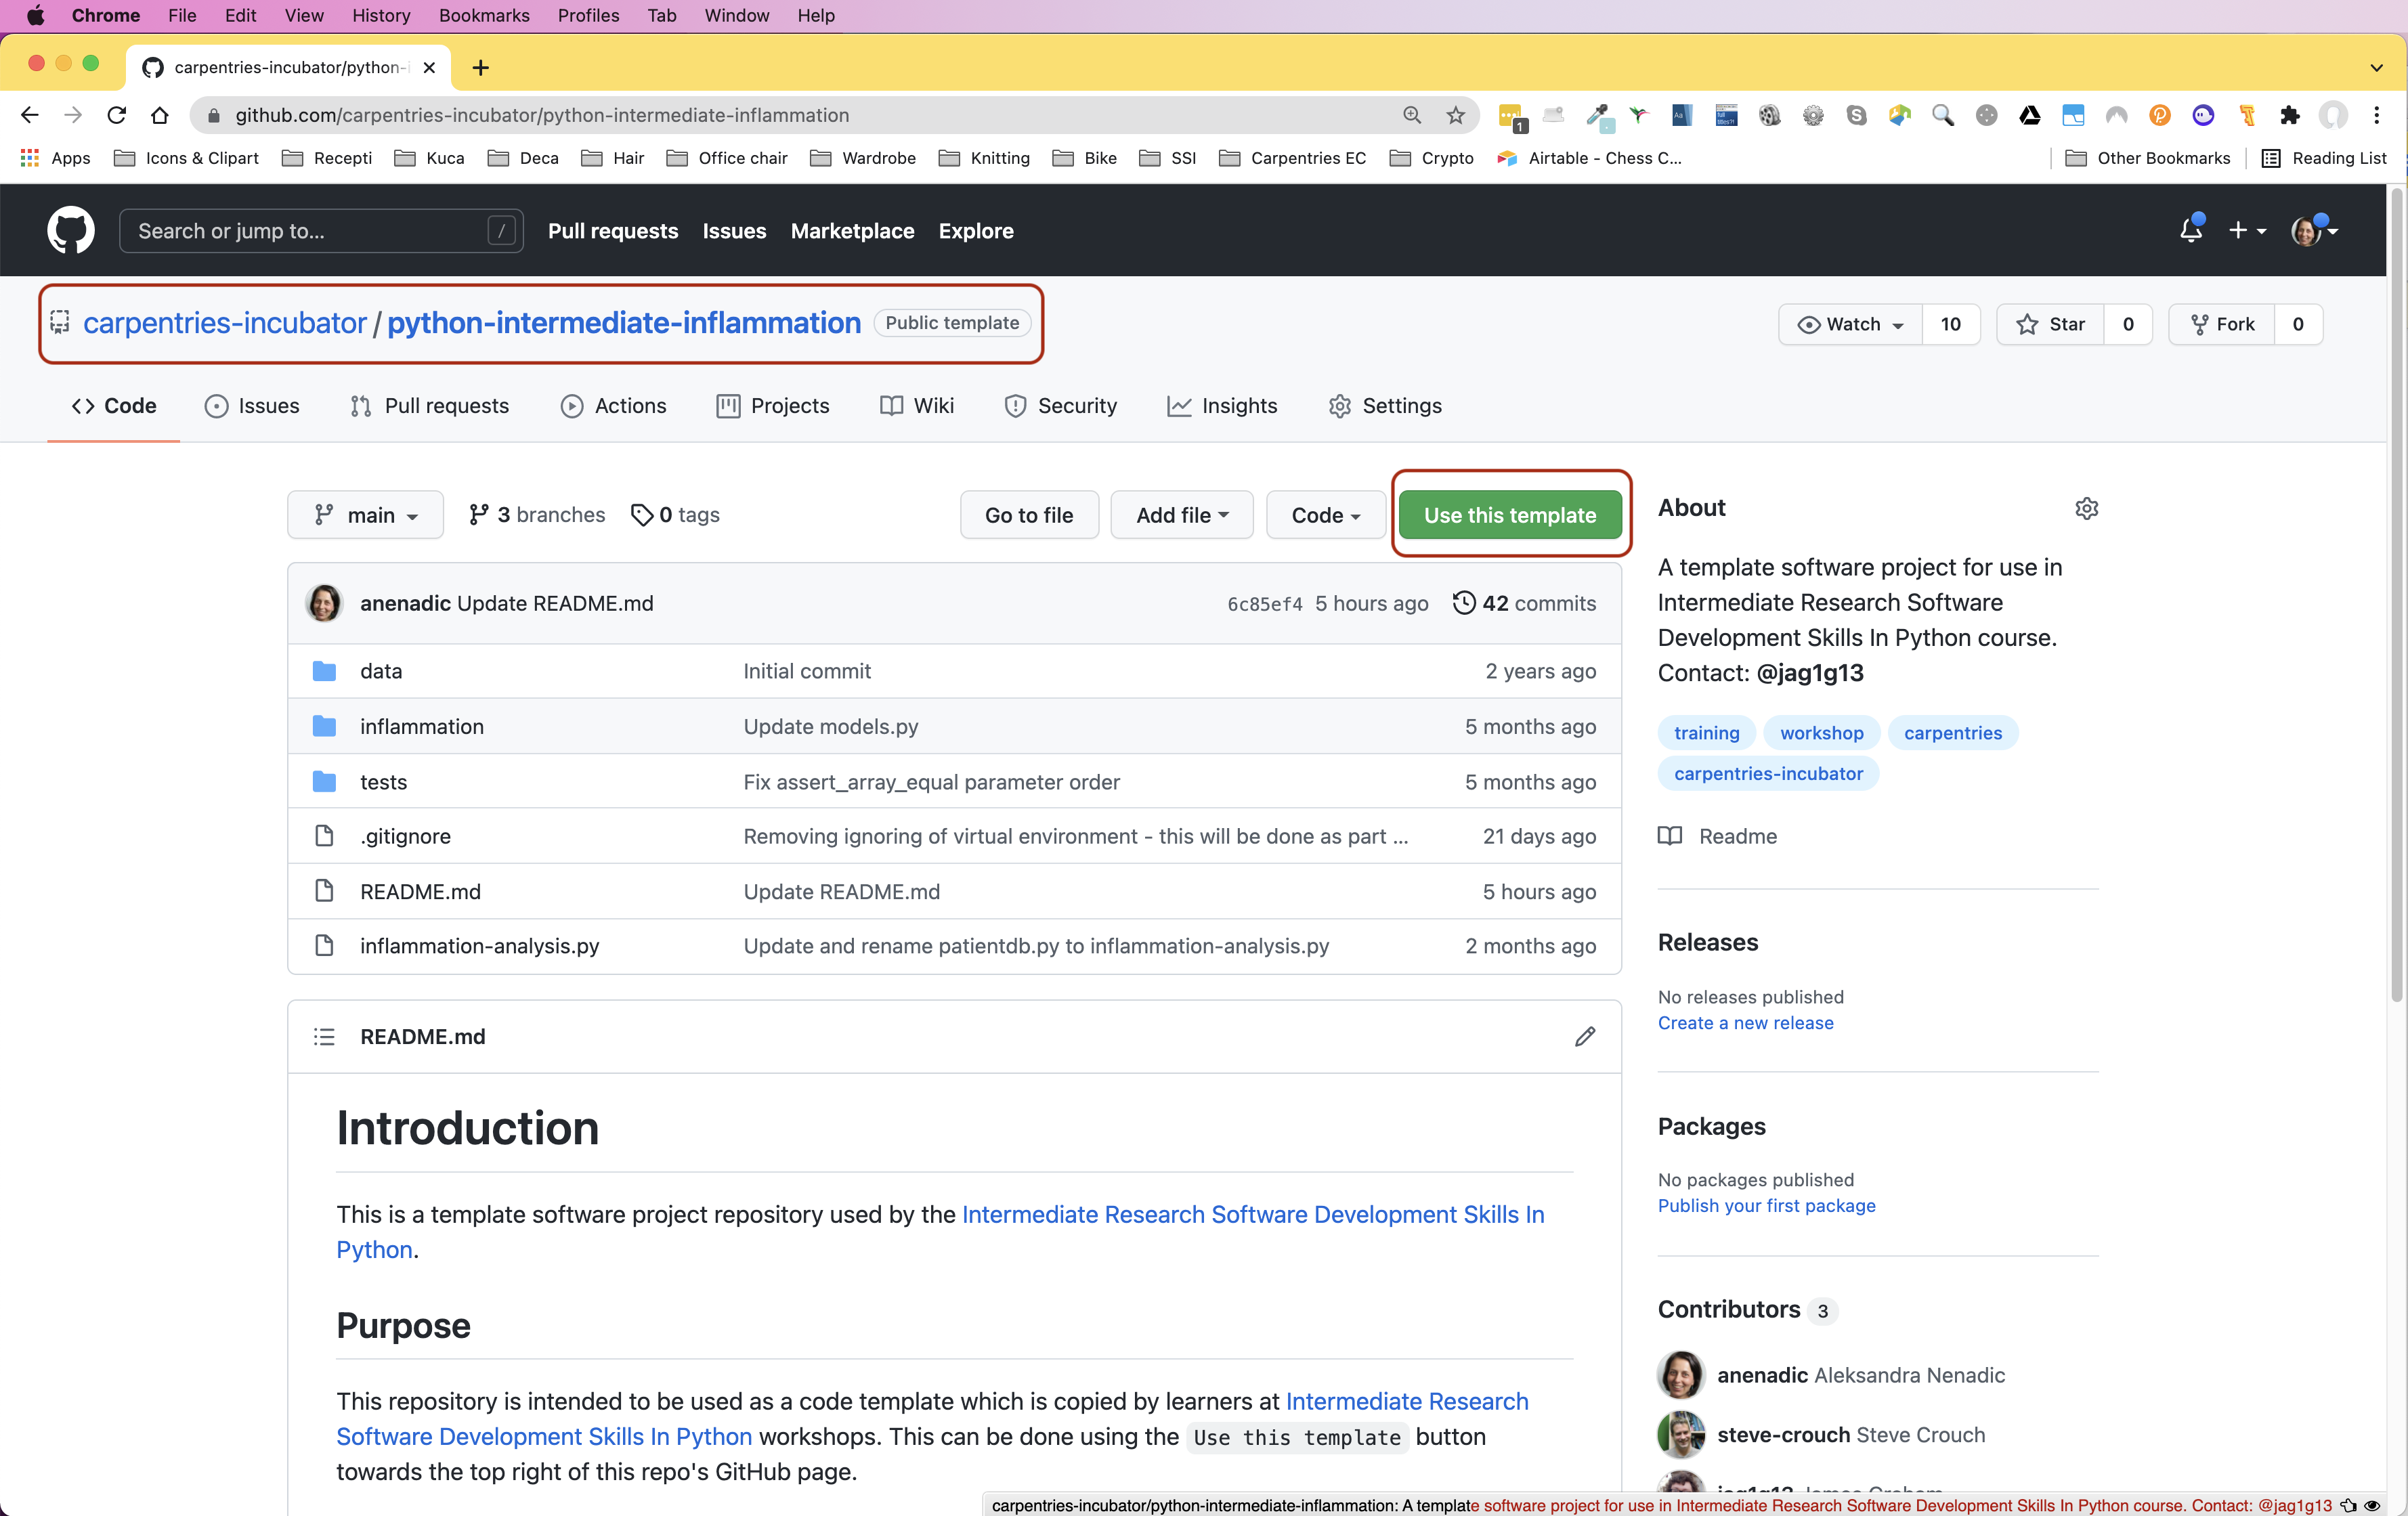 Chrome File Edit View History Bookmarks Profiles Tab Window Help
carpentries-incubator/python-i
github.com/carpentries-incubator/python-intermediate-inflammation
1
Apps Icons & Clipart Recepti Kuca Deca Hair Office chair Wardrobe Knitting Bike SSI Carpentries EC Crypto Airtable - Chess C... Other Bookmarks Reading List
Search or jump to... / Pull requests Issues Marketplace Explore
carpentries-incubator / python-intermediate-inflammation Public template
Watch 10 Star 0 Fork 0
Code Issues Pull requests Actions Projects Wiki Security Insights Settings
main 3 branches 0 tags Go to file Add file Code Use this template
anenadic Update README.md 6c85ef4 5 hours ago 42 commits
data Initial commit 2 years ago
inflammation Update models.py 5 months ago
tests Fix assert_array_equal parameter order 5 months ago
.gitignore Removing ignoring of virtual environment - this will be done as part ... 21 days ago
README.md Update README.md 5 hours ago
inflammation-analysis.py Update and rename patientdb.py to inflammation-analysis.py 2 months ago
README.md
Introduction
This is a template software project repository used by the Intermediate Research Software Development Skills In
Python.
Purpose
This repository is intended to be used as a code template which is copied by learners at Intermediate Research
Software Development Skills In Python workshops. This can be done using the Use this template button
towards the top right of this repo's GitHub page.
About
A template software project for use in
Intermediate Research Software
Development Skills In Python course.
Contact: @jag1g13
training workshop carpentries
carpentries-incubator
Readme
Releases
No releases published
Create a new release
Packages
No packages published
Publish your first package
Contributors 3
anenadic Aleksandra Nenadic
steve-crouch Steve Crouch
jag1g13 James Graham
carpentries-incubator/python-intermediate-inflammation: A template software project for use in Intermediate Research Software Development Skills In Python course. Contact: @jag1g13